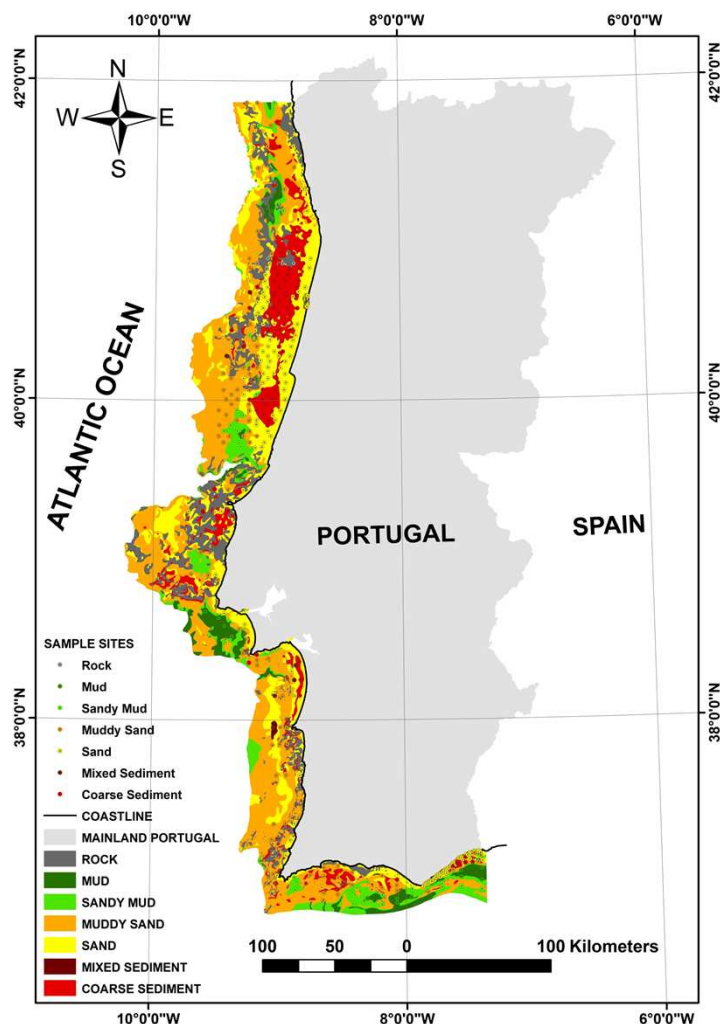 10°0'0"W 8°0'0"W 6°0'0"W
42°0'0"N
42°0'0"N
N
W E
S
ATLANTIC OCEAN
40°0'0"N
40°0'0"N
PORTUGAL
SPAIN
38°0'0"N
38°0'0"N
SAMPLE SITES
Rock
Mud
Sandy Mud
Muddy Sand
Sand
Mixed Sediment
Coarse Sediment
COASTLINE
MAINLAND PORTUGAL
ROCK
MUD
SANDY MUD
MUDDY SAND
SAND
MIXED SEDIMENT
COARSE SEDIMENT
100 50 0 100 Kilometers
10°0'0"W 8°0'0"W 6°0'0"W